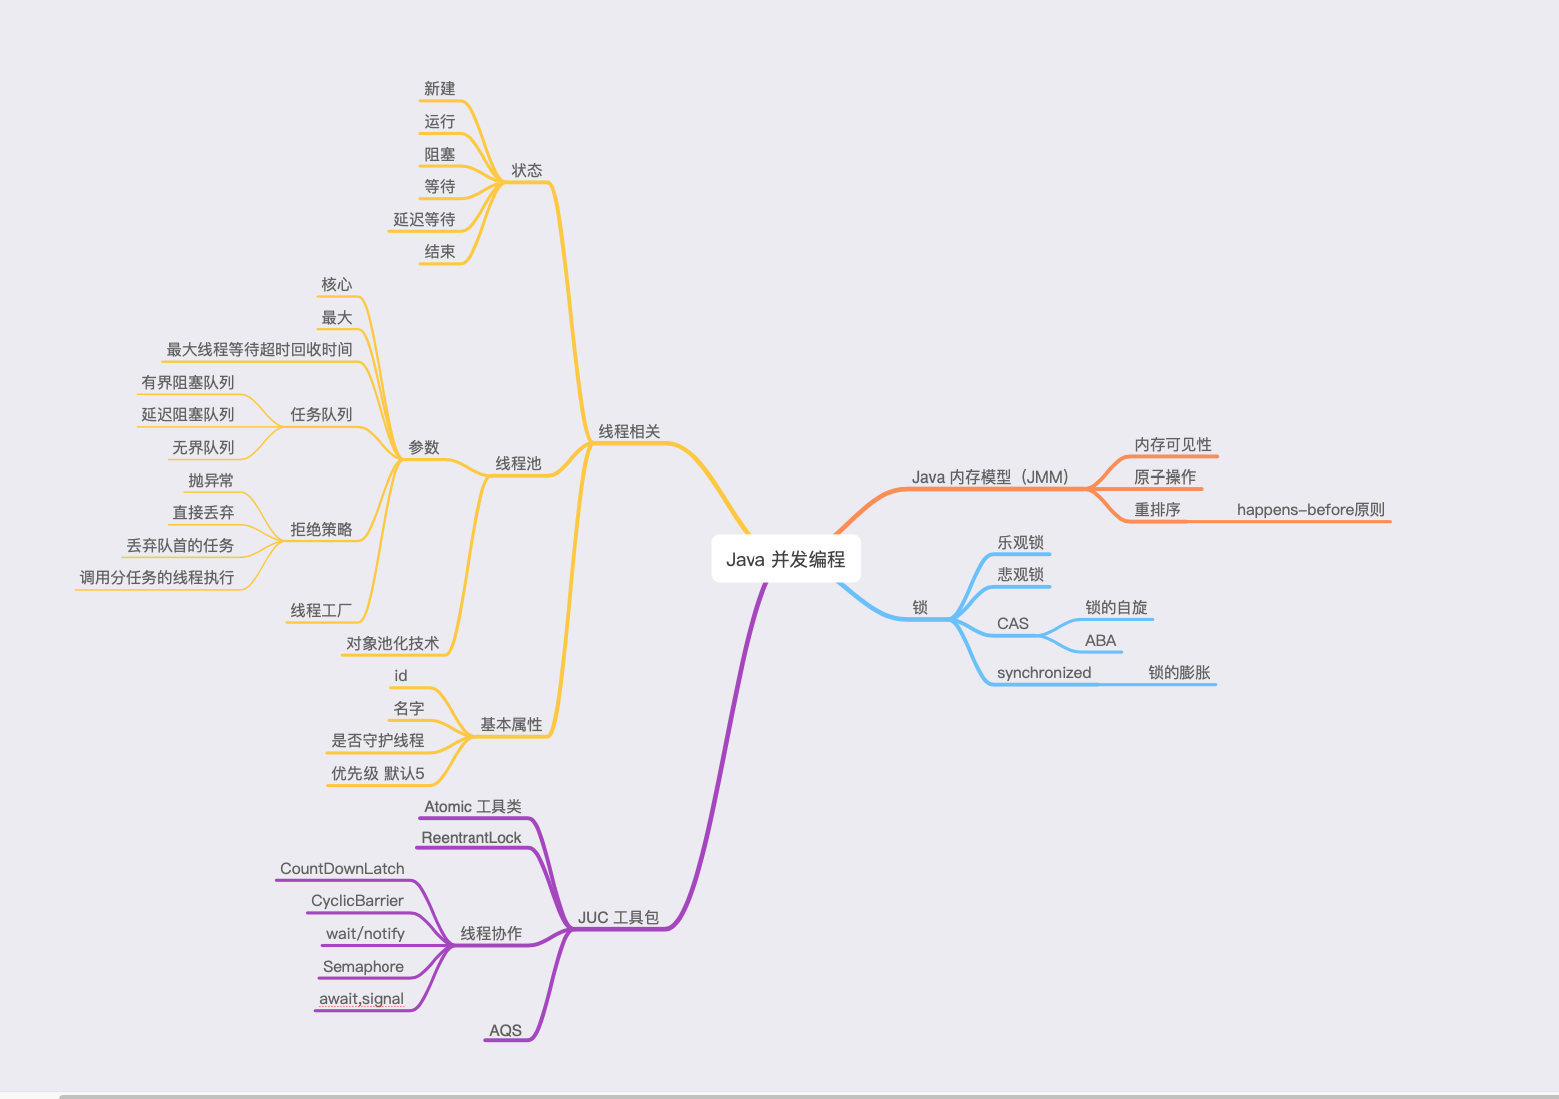 Java 并发编程
线程相关
状态
新建
运行
阻塞
等待
延迟等待
结束
线程池
参数
核心
最大
最大线程等待超时回收时间
任务队列
有界阻塞队列
延迟阻塞队列
无界队列
拒绝策略
抛异常
直接丢弃
丢弃队首的任务
调用分任务的线程执行
线程工厂
对象池化技术
基本属性
id
名字
是否守护线程
优先级 默认5
JUC 工具包
Atomic 工具类
ReentrantLock
线程协作
CountDownLatch
CyclicBarrier
wait/notify
Semaphore
await,signal
AQS
Java 内存模型（JMM）
内存可见性
原子操作
重排序
happens-before原则
锁
乐观锁
悲观锁
CAS
锁的自旋
ABA
synchronized
锁的膨胀